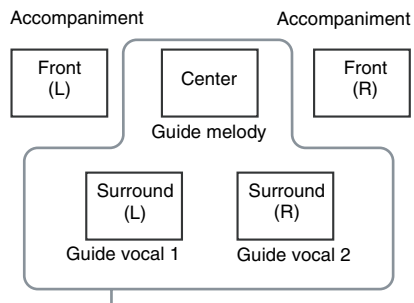 Accompaniment
Accompaniment
Front
(L)
Center
Front
(R)
Guide melody
Surround
(L)
Surround
(R)
Guide vocal 1
Guide vocal 2